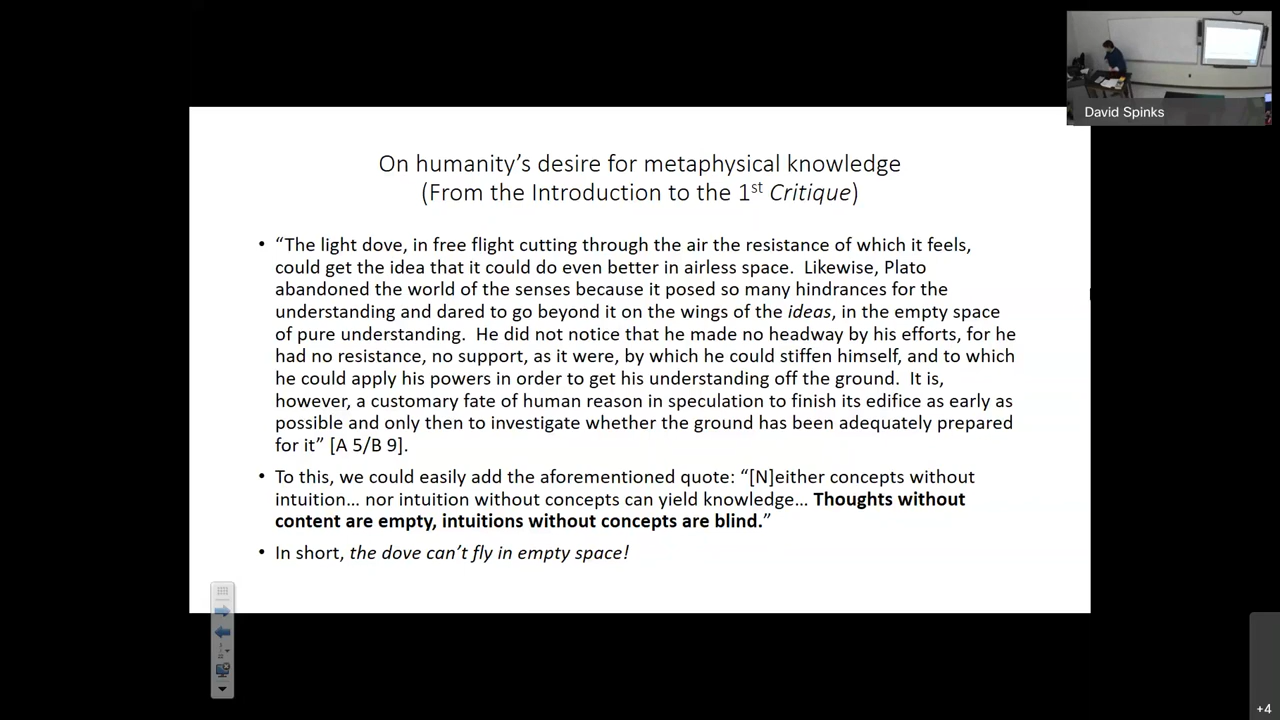 David Spinks
On humanity’s desire for metaphysical knowledge
(From the Introduction to the 1st Critique)
• “The light dove, in free flight cutting through the air the resistance of which it feels,
could get the idea that it could do even better in airless space.  Likewise, Plato
abandoned the world of the senses because it posed so many hindrances for the
understanding and dared to go beyond it on the wings of the ideas, in the empty space
of pure understanding.  He did not notice that he made no headway by his efforts, for he
had no resistance, no support, as it were, by which he could stiffen himself, and to which
he could apply his powers in order to get his understanding off the ground.  It is,
however, a customary fate of human reason in speculation to finish its edifice as early as
possible and only then to investigate whether the ground has been adequately prepared
for it” [A 5/B 9].
• To this, we could easily add the aforementioned quote: “[N]either concepts without
intuition… nor intuition without concepts can yield knowledge… Thoughts without
content are empty, intuitions without concepts are blind.”
• In short, the dove can’t fly in empty space!
+4